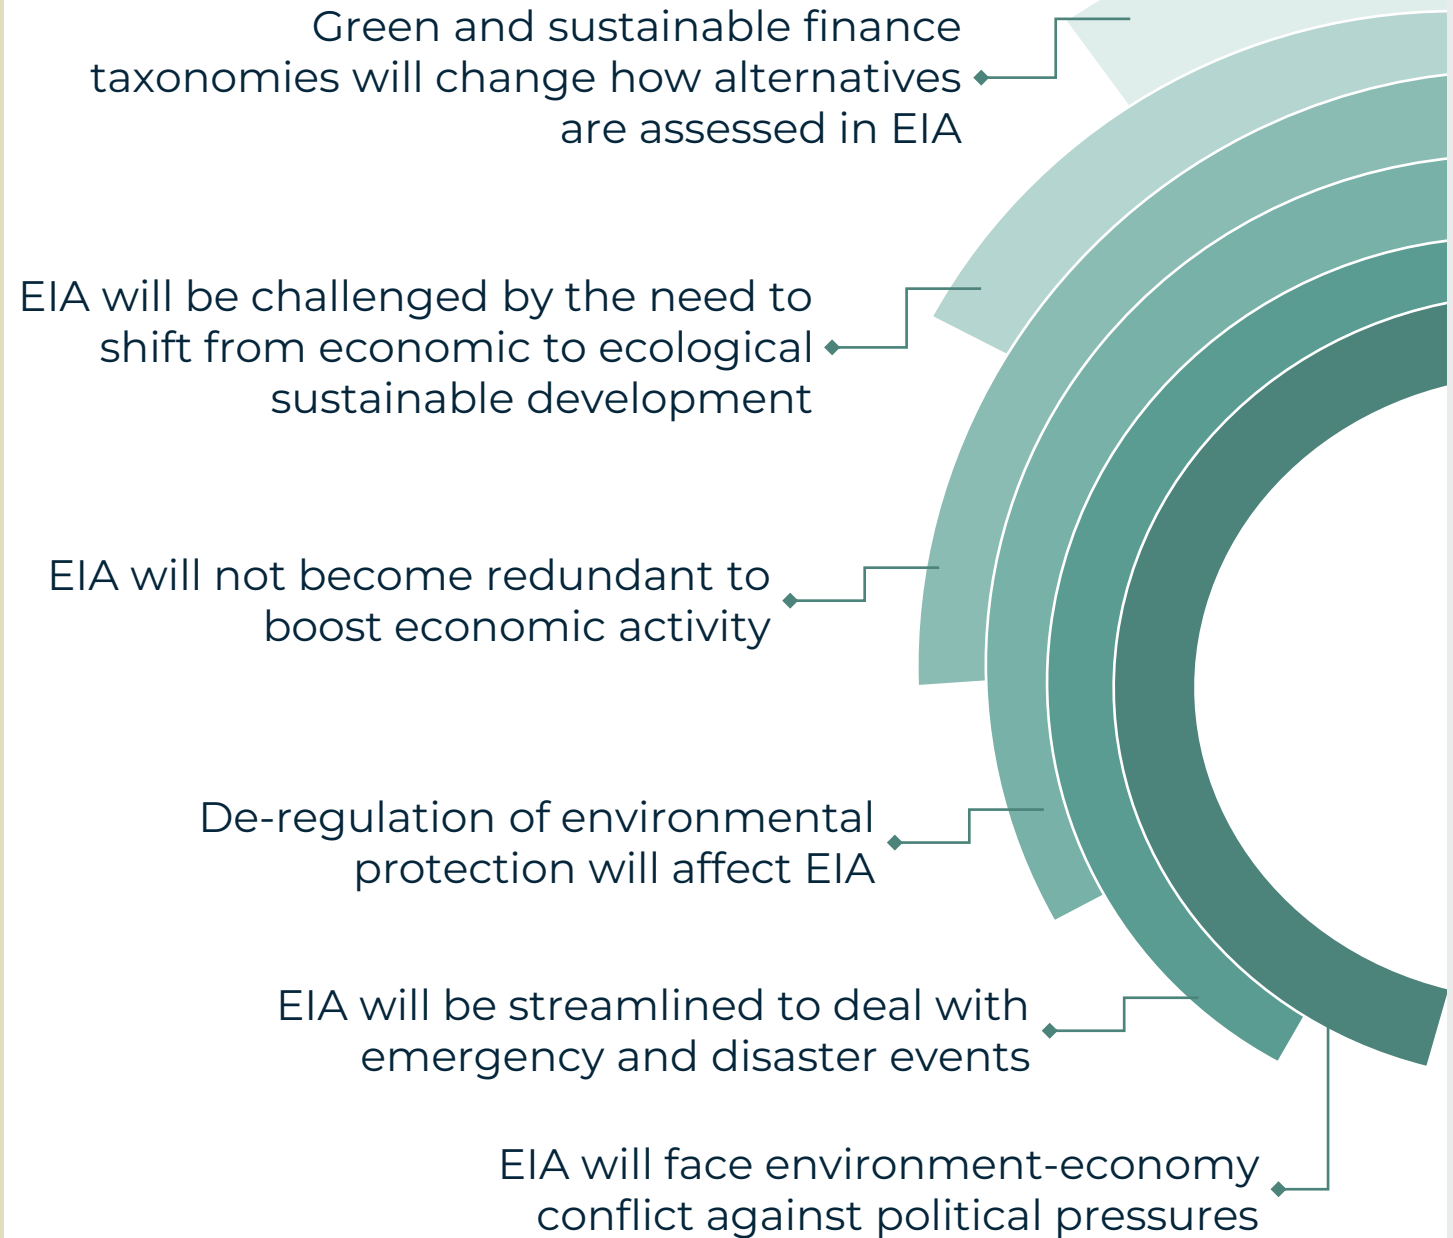 Green and sustainable finance
taxonomies will change how alternatives
are assessed in EIA
EIA will be challenged by the need to
shift from economic to ecological
sustainable development
EIA will not become redundant to
boost economic activity
De-regulation of environmental
protection will affect EIA
EIA will be streamlined to deal with
emergency and disaster events
EIA will face environment-economy
conflict against political pressures